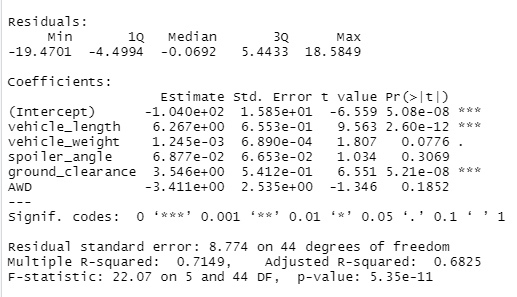 Residuals:
     Min       1Q   Median       3Q      Max
-19.4701  -4.4994  -0.0692   5.4433  18.5849

Coefficients:
                   Estimate Std. Error t value Pr(>|t|)
(Intercept)      -1.040e+02  1.585e+01  -6.559 5.08e-08 ***
vehicle_length    6.267e+00  6.553e-01   9.563 2.60e-12 ***
vehicle_weight    1.245e-03  6.890e-04   1.807   0.0776 .
spoiler_angle     6.877e-02  6.653e-02   1.034   0.3069
ground_clearance  3.546e+00  5.412e-01   6.551 5.21e-08 ***
AWD              -3.411e+00  2.535e+00  -1.346   0.1852
---
Signif. codes:  0 ‘***’ 0.001 ‘**’ 0.01 ‘*’ 0.05 ‘.’ 0.1 ‘ ’ 1

Residual standard error: 8.774 on 44 degrees of freedom
Multiple R-squared:  0.7149,    Adjusted R-squared:  0.6825
F-statistic: 22.07 on 5 and 44 DF,  p-value: 5.35e-11